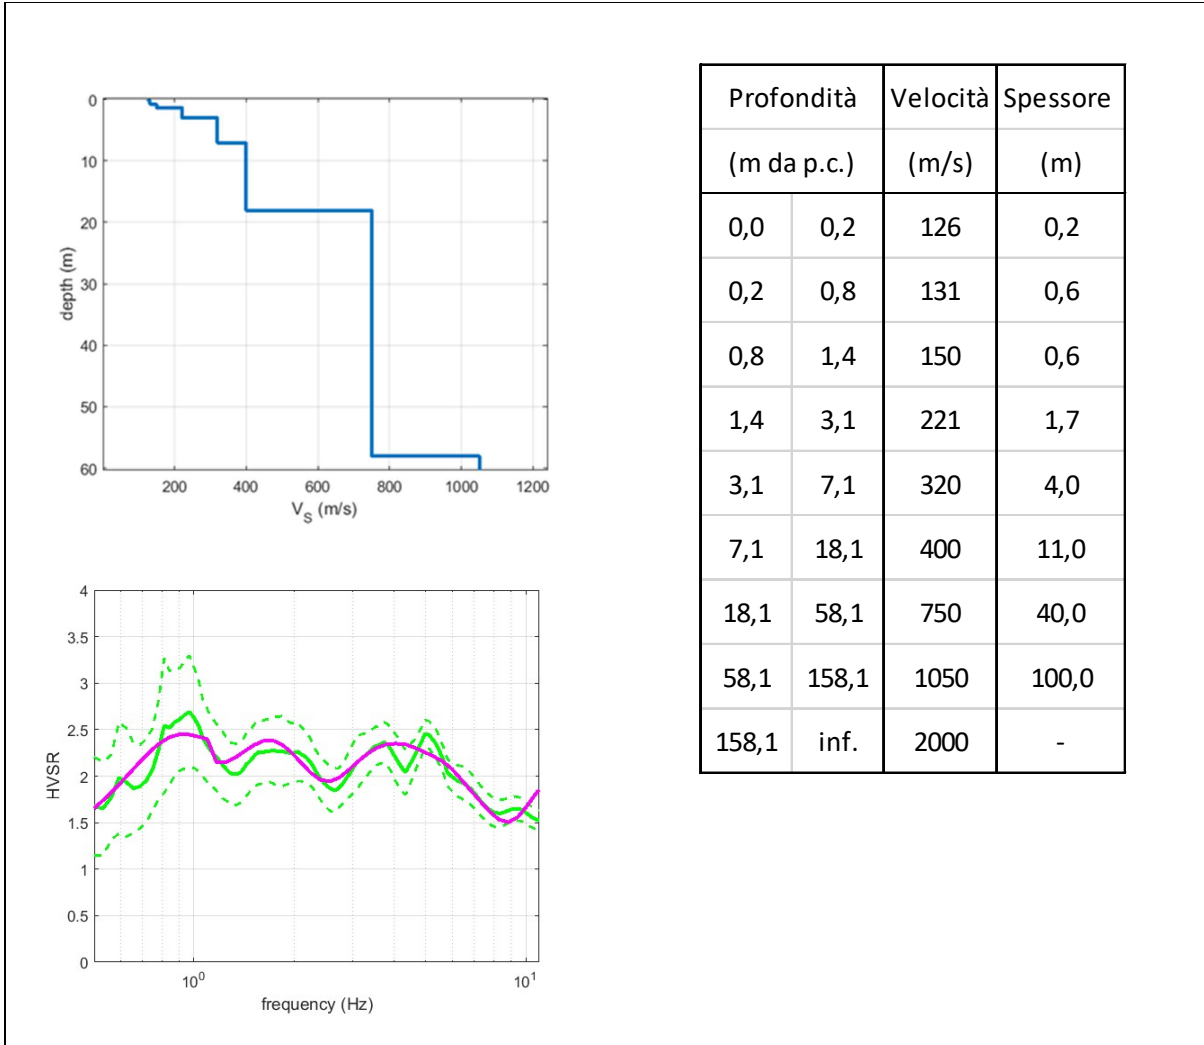 0
10
20
30
40
50
60
200 400 600 800 1000 1200
depth (m)
V_S (m/s)
4
3.5
3
2.5
2
1.5
1
0.5
0
10^0 10^1
HVSR
frequency (Hz)
Profondità Velocità Spessore
(m da p.c.) (m/s) (m)
0,0 0,2 126 0,2
0,2 0,8 131 0,6
0,8 1,4 150 0,6
1,4 3,1 221 1,7
3,1 7,1 320 4,0
7,1 18,1 400 11,0
18,1 58,1 750 40,0
58,1 158,1 1050 100,0
158,1 inf. 2000 -